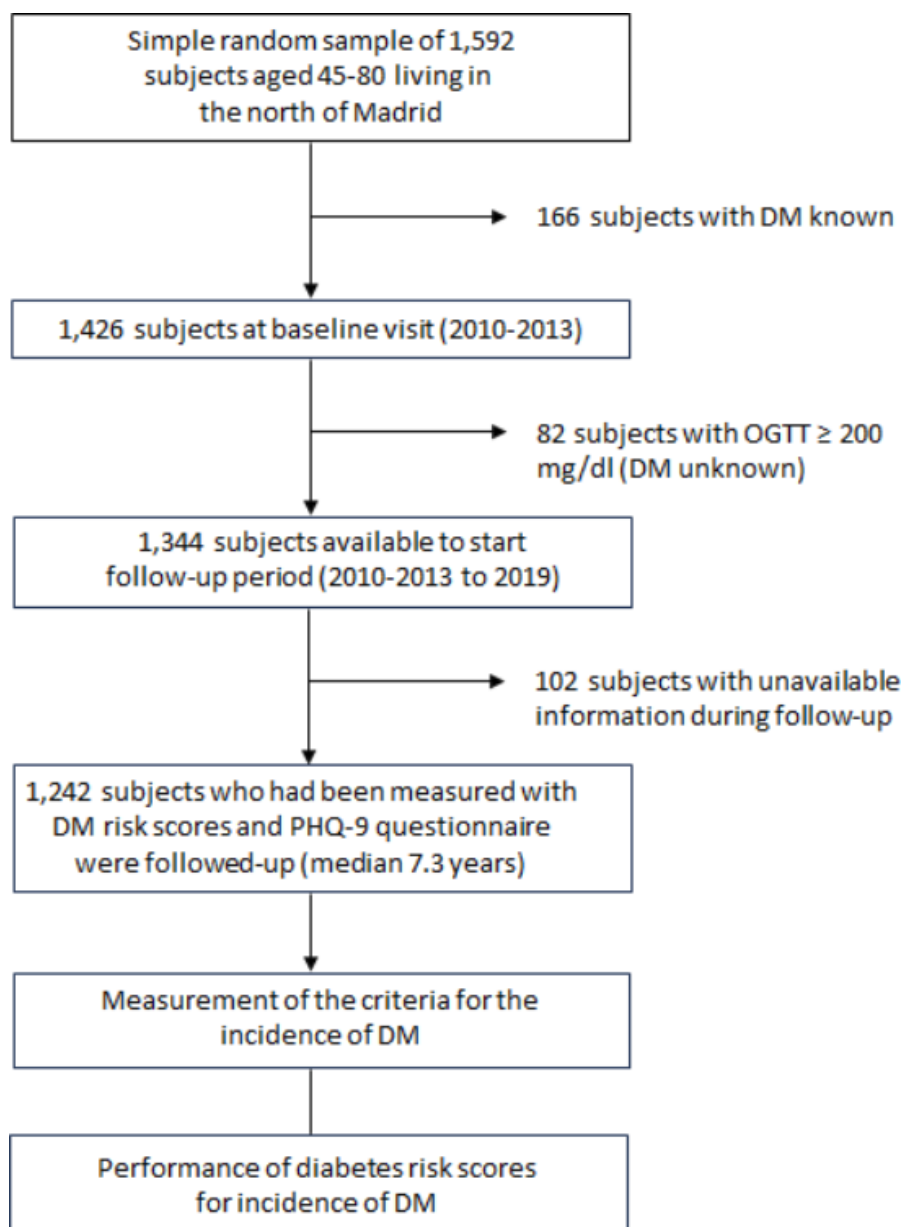 Simple random sample of 1,592
subjects aged 45-80 living in
the north of Madrid
166 subjects with DM known
1,426 subjects at baseline visit (2010-2013)
82 subjects with OGTT ≥ 200
mg/dl (DM unknown)
1,344 subjects available to start
follow-up period (2010-2013 to 2019)
102 subjects with unavailable
information during follow-up
1,242 subjects who had been measured with
DM risk scores and PHQ-9 questionnaire
were followed-up (median 7.3 years)
Measurement of the criteria for the
incidence of DM
Performance of diabetes risk scores
for incidence of DM